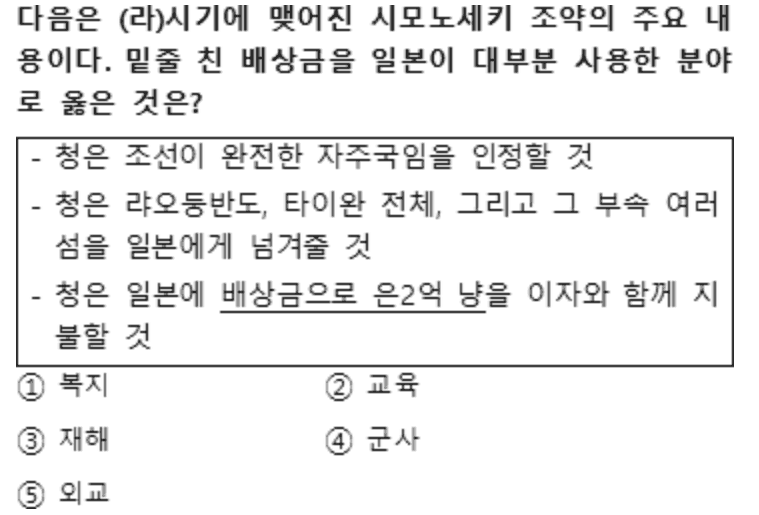 다음은 (라)시기에 맺어진 시모노세키 조약의 주요 내
용이다. 밑줄 친 배상금을 일본이 대부분 사용한 분야
로 옳은 것은?
- 청은 조선이 완전한 자주국임을 인정할 것
- 청은 랴오둥반도, 타이완 전체, 그리고 그 부속 여러
섬을 일본에게 넘겨줄 것
- 청은 일본에 배상금으로 은2억 냥을 이자와 함께 지
불할 것
① 복지 ② 교육
③ 재해 ④ 군사
⑤ 외교